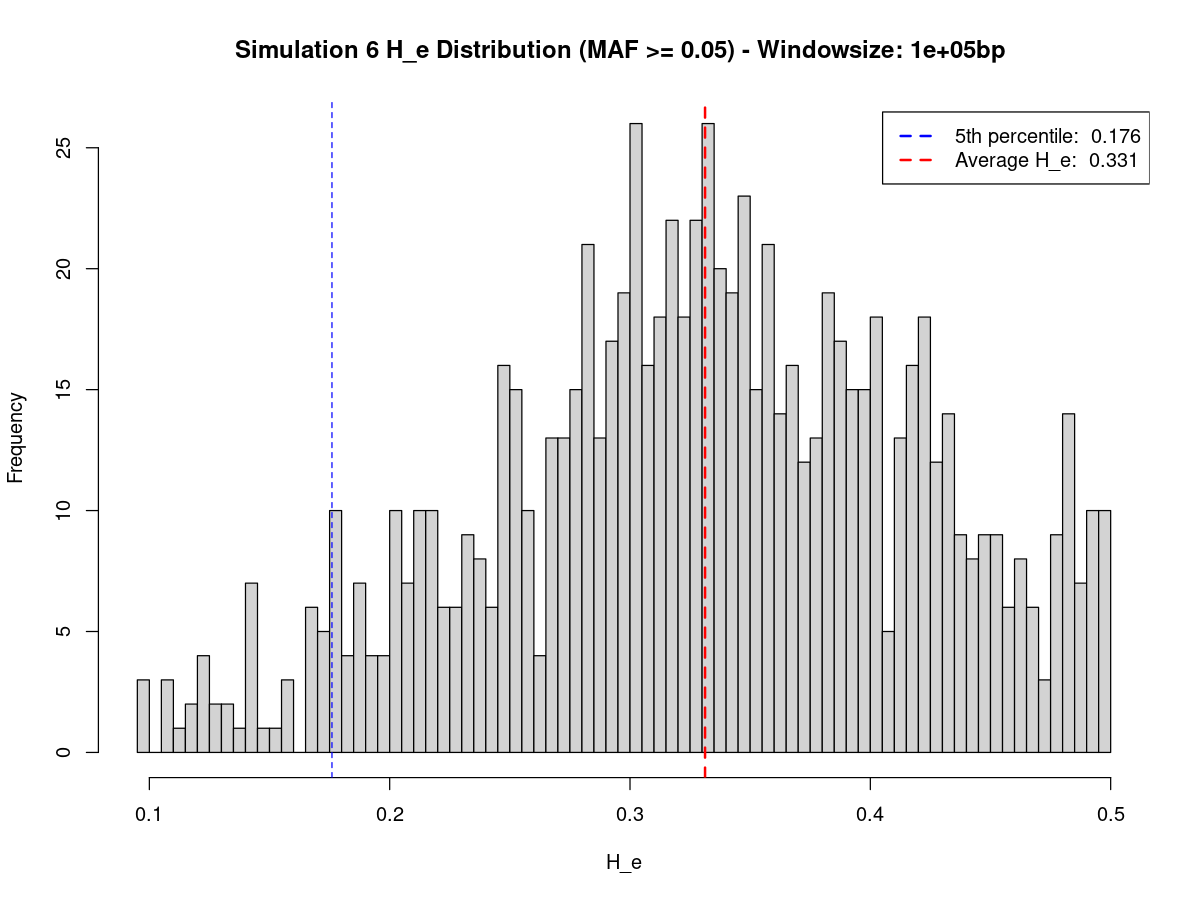 Simulation 6 H_e Distribution (MAF >= 0.05) - Windowsize: 1e+05bp
5th percentile:  0.176
Average H_e:  0.331
Frequency
25
20
15
10
5
0
0.1
0.2
0.3
0.4
0.5
H_e